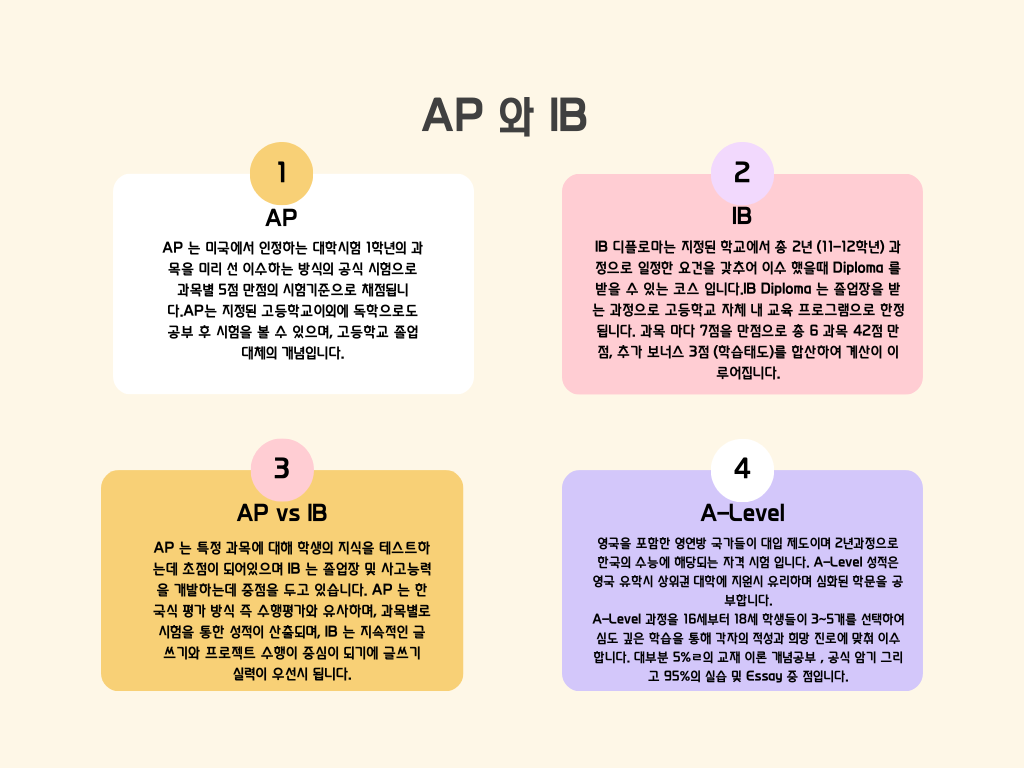 AP 와 IB
1
AP
AP 는 미국에서 인정하는 대학시험 1학년의 과
목을 미리 선 이수하는 방식의 공식 시험으로
과목별 5점 만점의 시험기준으로 채점됩니
다.AP는 지정된 고등학교이외에 독학으로도
공부 후 시험을 볼 수 있으며, 고등학교 졸업
대체의 개념입니다.
2
IB
IB 디플로마는 지정된 학교에서 총 2년 (11-12학년) 과
정으로 일정한 요건을 갖추어 이수 했을때 Diploma 를
받을 수 있는 코스 입니다.IB Diploma 는 졸업장을 받
는 과정으로 고등학교 자체 내 교육 프로그램으로 한정
됩니다. 과목 마다 7점을 만점으로 총 6 과목 42점 만
점, 추가 보너스 3점 (학습태도)를 합산하여 계산이 이
루어집니다.
3
AP vs IB
AP 는 특정 과목에 대해 학생의 지식을 테스트하
는데 초점이 되어있으며 IB 는 졸업장 및 사고능력
을 개발하는데 중점을 두고 있습니다. AP 는 한
국식 평가 방식 즉 수행평가와 유사하며, 과목별로
시험을 통한 성적이 산출되며, IB 는 지속적인 글
쓰기와 프로젝트 수행이 중심이 되기에 글쓰기
실력이 우선시 됩니다.
4
A-Level
영국을 포함한 영연방 국가들이 대입 제도이며 2년과정으로
한국의 수능에 해당되는 자격 시험 입니다. A-Level 성적은
영국 유학시 상위권 대학에 지원시 유리하며 심화된 학문을 공
부합니다.
A-Level 과정을 16세부터 18세 학생들이 3~5개를 선택하여
심도 깊은 학습을 통해 각자의 적성과 희망 진로에 맞춰 이수
합니다. 대부분 5%ㄹ의 교재 이론 개념공부 , 공식 암기 그리
고 95%의 실습 및 Essay 중 점입니다.